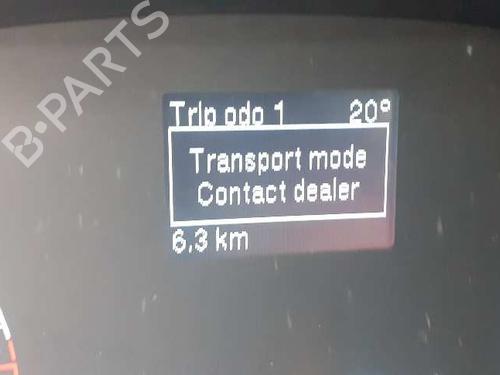 B-PARTS
Trip odo 1 20°
Transport mode
Contact dealer
6.3 km